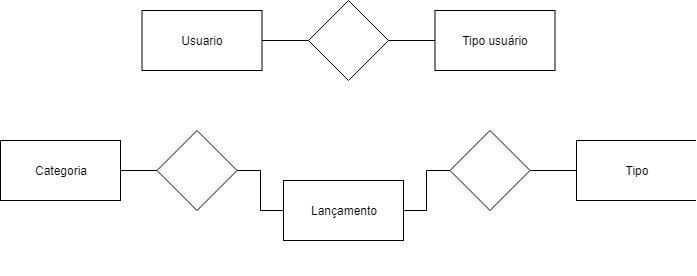 Usuario
Tipo usuário
Categoria
Lançamento
Tipo